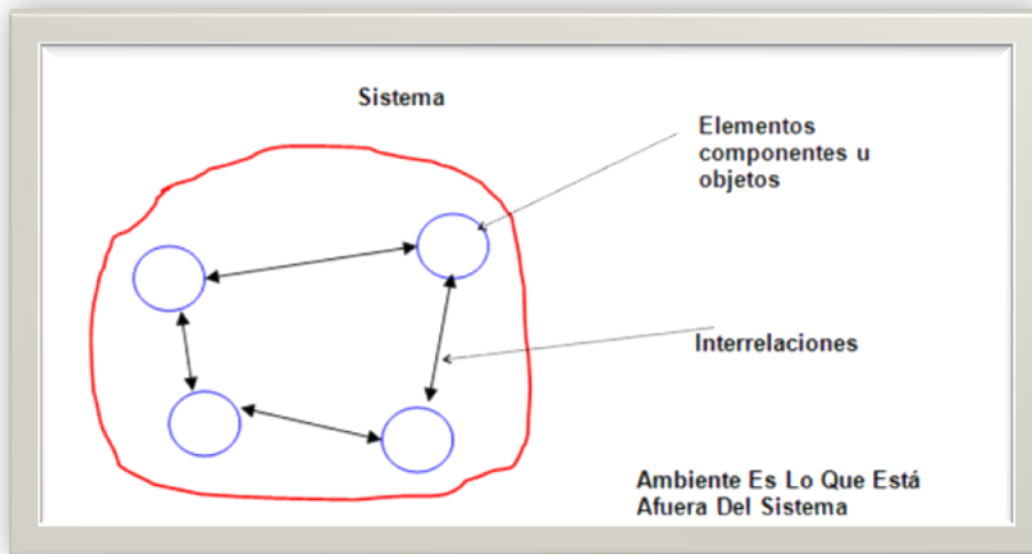 Sistema
Elementos
componentes u
objetos
Interrelaciones
Ambiente Es Lo Que Está
Afuera Del Sistema